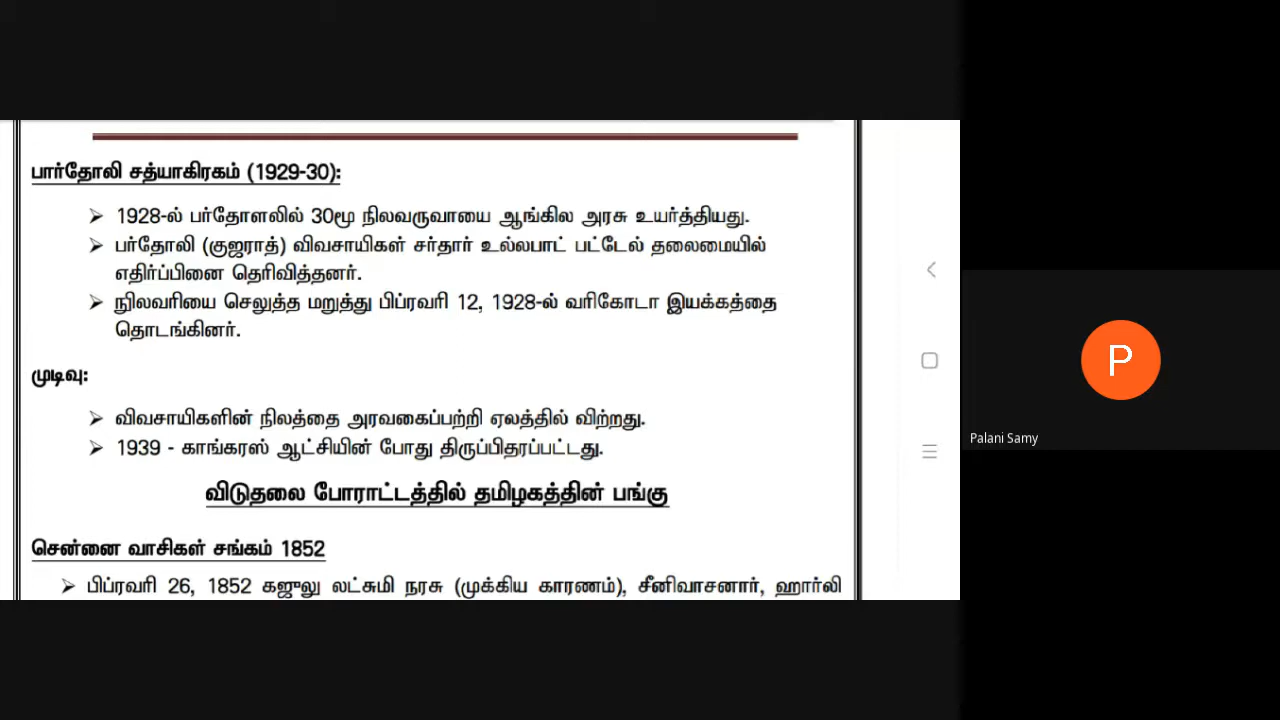 பார்தோலி சத்யாகிரகம் (1929-30):
➢ 1928-ல் பர்தோளலில் 30மூ நிலவருவாயை ஆங்கில அரசு உயர்த்தியது.
➢ பர்தோலி (குஜராத்) விவசாயிகள் சர்தார் உல்லபாட் பட்டேல் தலைமையில்
எதிர்ப்பினை தெரிவித்தனர்.
➢ நிலவரியை செலுத்த மறுத்து பிப்ரவரி 12, 1928-ல் வரிகோடா இயக்கத்தை
தொடங்கினர்.
முடிவு:
➢ விவசாயிகளின் நிலத்தை அரவகைப்பற்றி ஏலத்தில் விற்றது.
➢ 1939 - காங்கரஸ் ஆட்சியின் போது திருப்பிதரப்பட்டது.
விடுதலை போராட்டத்தில் தமிழகத்தின் பங்கு
சென்னை வாசிகள் சங்கம் 1852
➢ பிப்ரவரி 26, 1852 கஜுலு லட்சுமி நரசு (முக்கிய காரணம்), சீனிவாசனார், ஹார்லி
P
Palani Samy